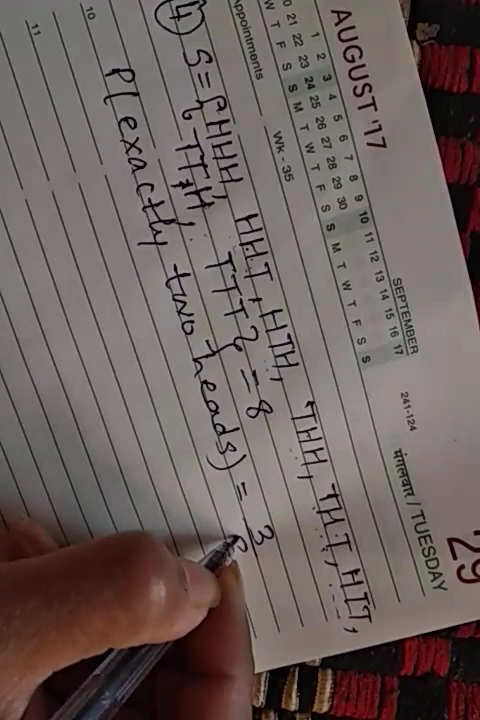 AUGUST '17
SEPTEMBER
241-124
मंगलवार / TUESDAY
29
1 2 3 4 5 6 7 8 9 10 11 12 13 14 15 16 17
20 21 22 23 24 25 26 27 28 29 30
W T F S S M T W T F S S M T W T F S S
Appointments
Wk - 35
④ S = { HHH, HHT, HTH, THH, THT, HTT,
TTH, TTT } = 8
P(exactly two heads) = 3
10
11